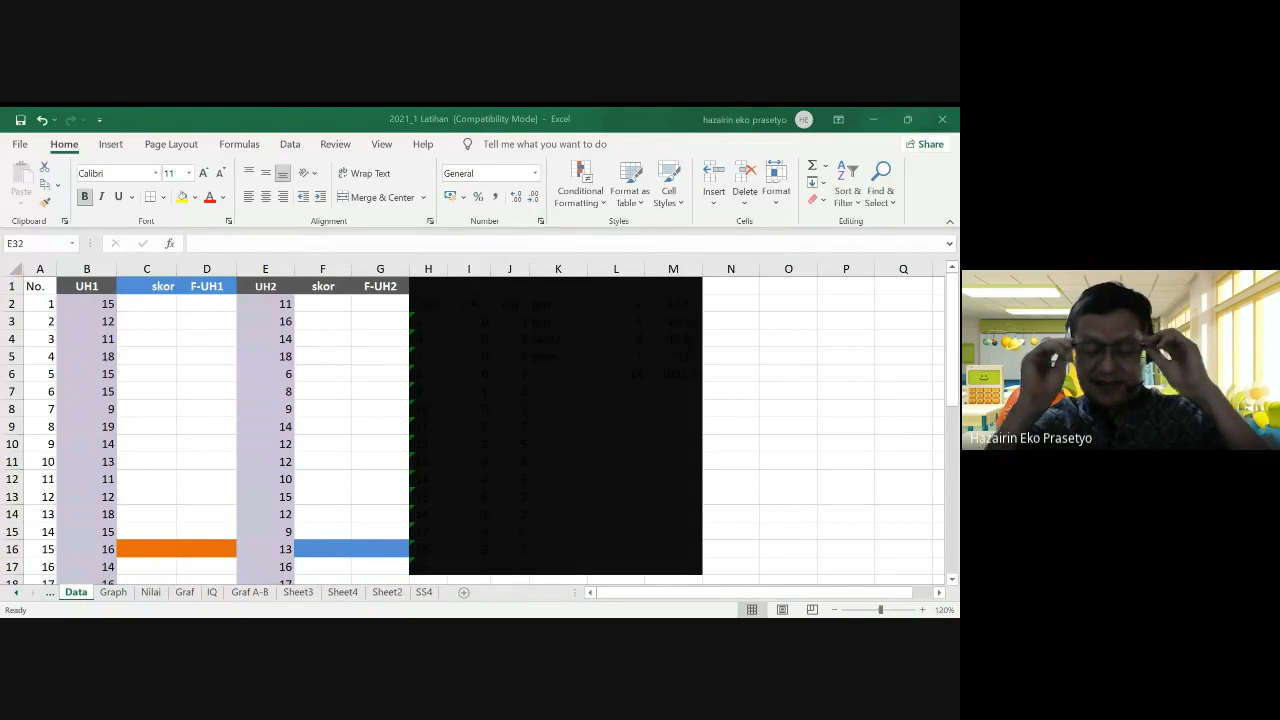 2021_1 Latihan [Compatibility Mode] - Excel
hazairin eko prasetyo HE
File Home Insert Page Layout Formulas Data Review View Help Tell me what you want to do Share
Paste
Calibri 11 A A
General
Wrap Text
Merge & Center
B I U A
% ,
Conditional Formatting
Format as Table
Cell Styles
Insert Delete Format
Sort & Filter
Find & Select
Clipboard Font Alignment Number Styles Cells Editing
E32 fx
A B C D E F G H I J K L M N O P Q
1 No. UH1 skor F-UH1 UH2 skor F-UH2
2 1 15 11
3 2 12 16
4 3 11 14
5 4 18 18
6 5 15 6
7 6 15 8
8 7 9 9
9 8 19 14
10 9 14 12
11 10 13 12
12 11 11 10
13 12 12 15
14 13 18 12
15 14 15 9
16 15 16 13
17 16 14 16
18 17 17
... Data Graph Nilai Graf IQ Graf A-B Sheet3 Sheet4 Sheet2 SS4
Ready 120%
Hazairin Eko Prasetyo